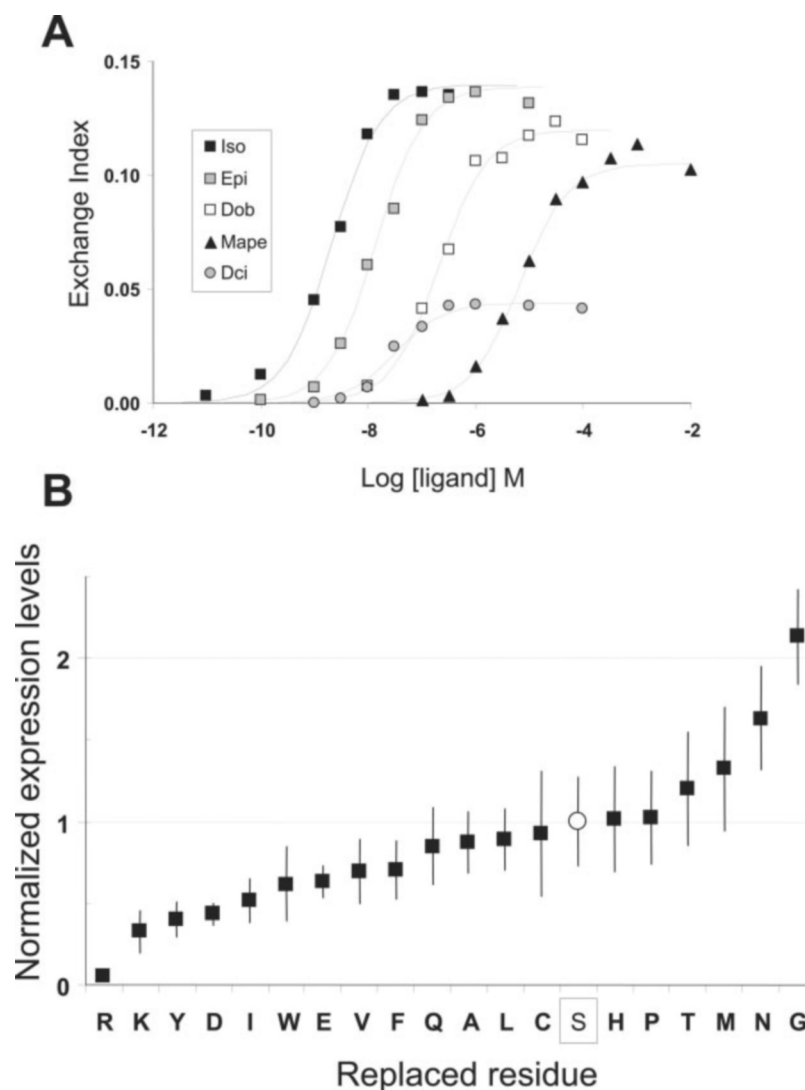 A
Exchange Index
0.15
0.10
0.05
0.00
Iso
Epi
Dob
Mape
Dci
-12 -10 -8 -6 -4 -2
Log [ligand] M
B
Normalized expression levels
2
1
0
R K Y D I W E V F Q A L C S H P T M N G
Replaced residue